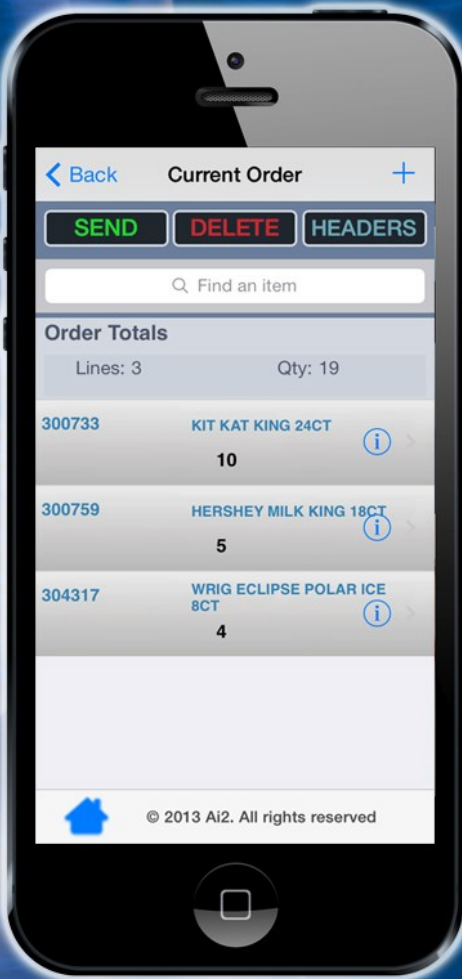 Back Current Order +
SEND DELETE HEADERS
Find an item
Order Totals
Lines: 3 Qty: 19
300733 KIT KAT KING 24CT
10
300759 HERSHEY MILK KING 18CT
5
304317 WRIG ECLIPSE POLAR ICE
8CT
4
© 2013 Ai2. All rights reserved